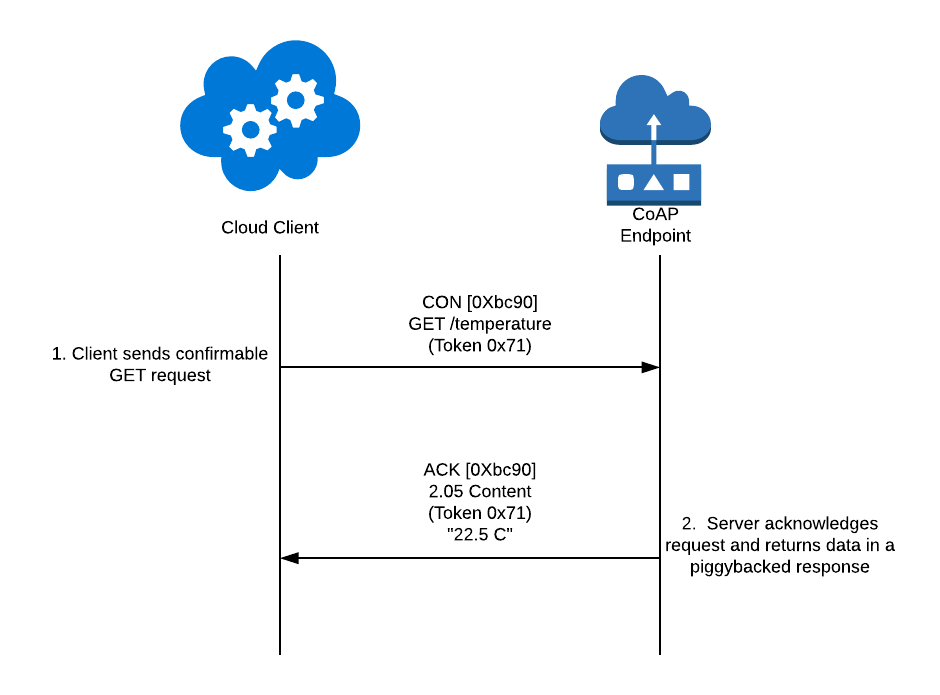 Cloud Client
CoAP
Endpoint
CON [0Xbc90]
GET /temperature
(Token 0x71)
1. Client sends confirmable
GET request
ACK [0Xbc90]
2.05 Content
(Token 0x71)
"22.5 C"
2. Server acknowledges
request and returns data in a
piggybacked response